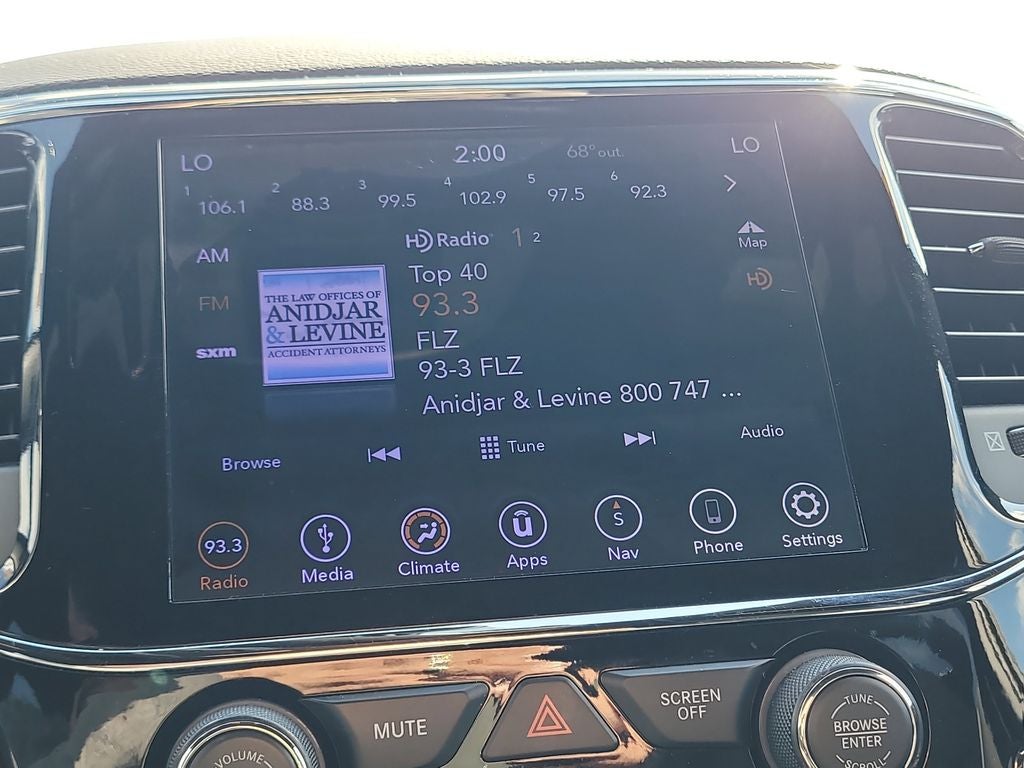 LO 2:00 68° out. LO
1 106.1 2 88.3 3 99.5 4 102.9 5 97.5 6 92.3
AM
FM
sxm
THE LAW OFFICES OF
ANIDJAR
& LEVINE
ACCIDENT ATTORNEYS
HD Radio 1 2
Top 40
93.3
FLZ
93-3 FLZ
Anidjar & Levine 800 747 ...
Map
HD
Browse Tune Audio
93.3 S
Radio Media Climate Apps Nav Phone Settings
VOLUME
MUTE
SCREEN
OFF
TUNE
BROWSE
ENTER
SCROLL